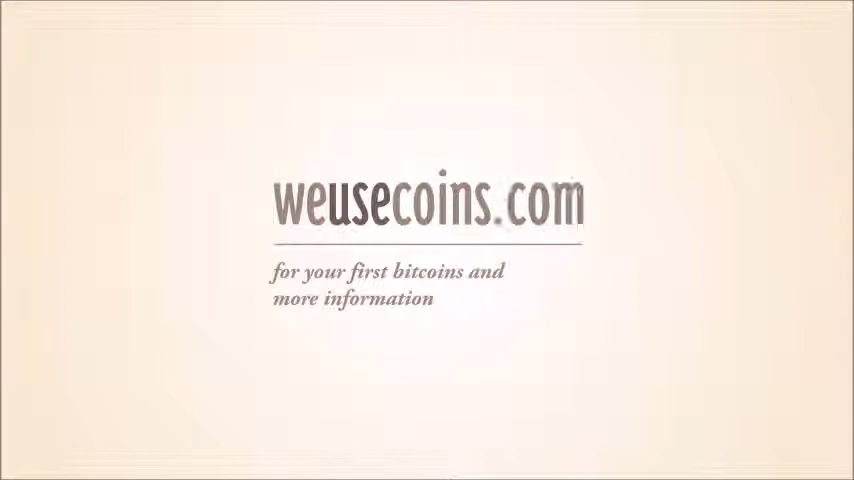 weusecoins.com
for your first bitcoins and
more information